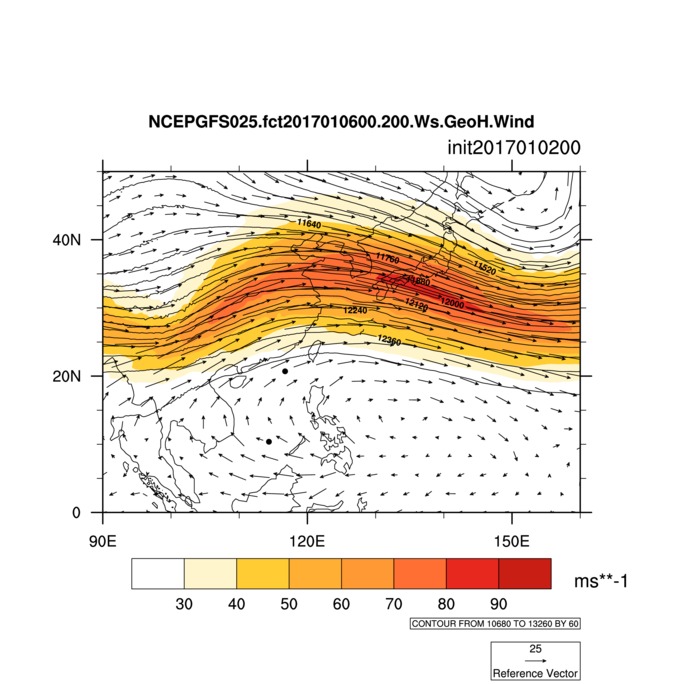 NCEPGFS025.fct2017010600.200.Ws.GeoH.Wind
init2017010200
11640
11760
11520
11880
12000
12120
12240
12360
40N
20N
0
90E 120E 150E
30 40 50 60 70 80 90
ms**-1
CONTOUR FROM 10680 TO 13260 BY 60
25
Reference Vector